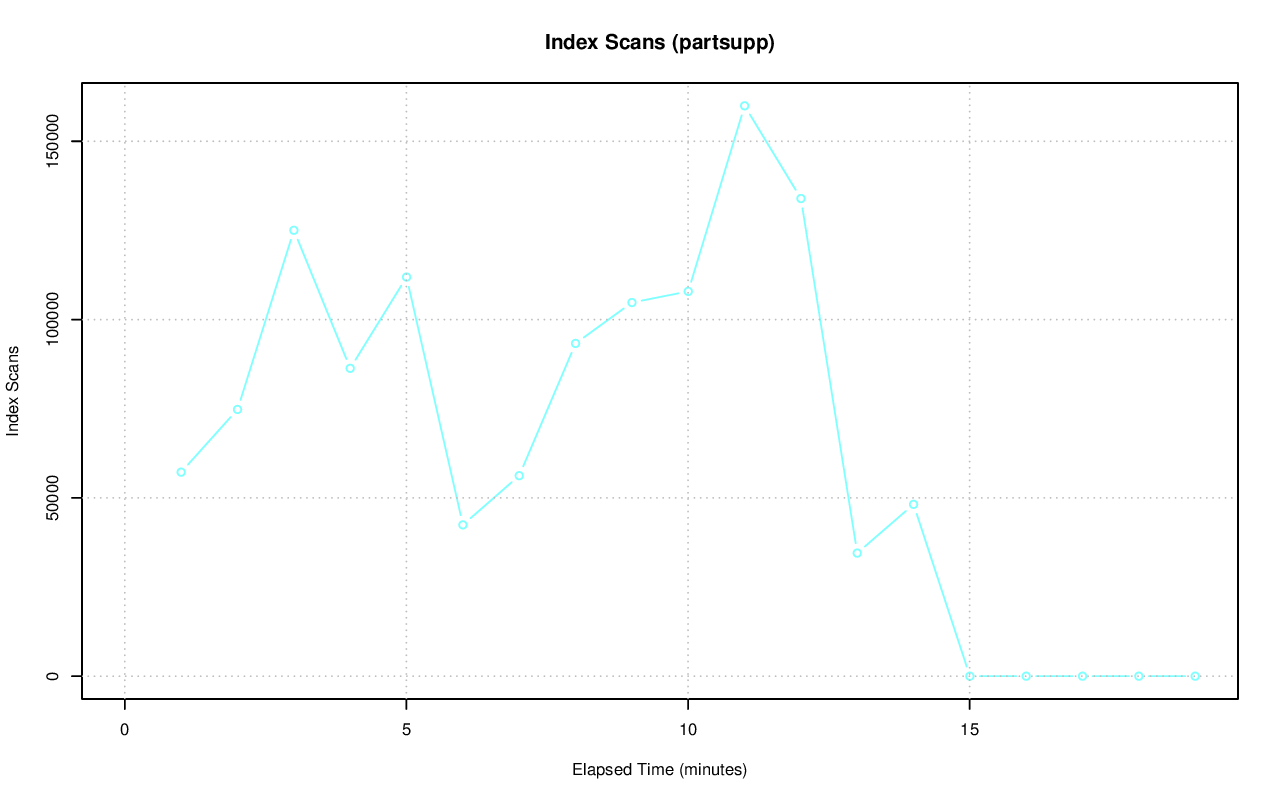 Index Scans (partsupp)
Index Scans
150000
100000
50000
0
0 5 10 15
Elapsed Time (minutes)